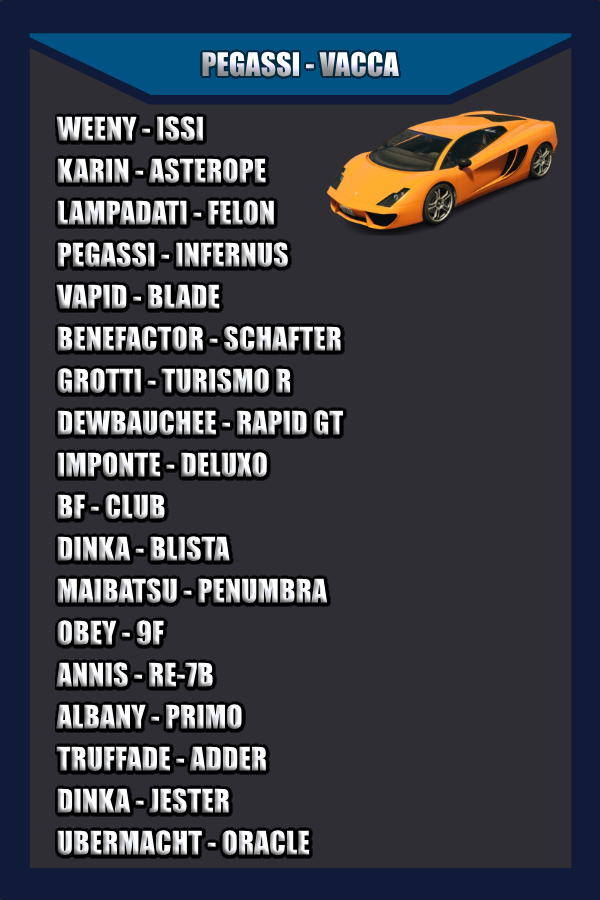 PEGASSI - VACCA
WEENY - ISSI
KARIN - ASTEROPE
LAMPADATI - FELON
PEGASSI - INFERNUS
VAPID - BLADE
BENEFACTOR - SCHAFTER
GROTTI - TURISMO R
DEWBAUCHEE - RAPID GT
IMPONTE - DELUXO
BF - CLUB
DINKA - BLISTA
MAIBATSU - PENUMBRA
OBEY - 9F
ANNIS - RE-7B
ALBANY - PRIMO
TRUFFADE - ADDER
DINKA - JESTER
UBERMACHT - ORACLE